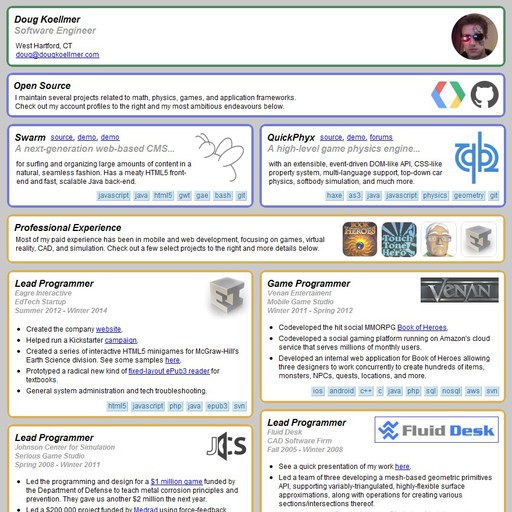 Doug Koellmer
Software Engineer
West Hartford, CT
doug@dougkoellmer.com
Open Source
I maintain several projects related to math, physics, games, and application frameworks.
Check out my account profiles to the right and my most ambitious endeavours below.
Swarm source, demo, demo
A next-generation web-based CMS...
for surfing and organizing large amounts of content in a
natural, seamless fashion. Has a meaty HTML5 front-
end and fast, scalable Java back-end.
javascript java html5 gwt gae bash git
QuickPhyx source, demo, forums
A high-level game physics engine...
with an extensible, event-driven DOM-like API, CSS-like
property system, multi-language support, top-down car
physics, softbody simulation, and much more.
haxe as3 java javascript physics geometry git
Professional Experience
Most of my paid experience has been in mobile and web development, focusing on games, virtual
reality, CAD, and simulation. Check out a few select projects to the right and more details below.
BOOK OF HEROES
Touch Tone Hero
Lead Programmer
Eagre Interactive
EdTech Startup
Summer 2012 - Winter 2014
Created the company website.
Helped run a Kickstarter campaign.
Created a series of interactive HTML5 minigames for McGraw-Hill's
Earth Science division. See some samples here.
Prototyped a radical new kind of fixed-layout ePub3 reader for
textbooks.
General system administration and tech troubleshooting.
html5 javascript php java epub3 svn
Game Programmer
Venan Entertainment
Mobile Game Studio
Winter 2011 - Spring 2012
VENAN
Codeveloped the hit social MMORPG Book of Heroes.
Codeveloped a social gaming platform running on Amazon's cloud
service that serves millions of monthly users.
Developed an internal web application for Book of Heroes allowing
three designers to work concurrently to create hundreds of items,
monsters, NPCs, quests, locations, and more.
ios android c++ c java php sql nosql aws svn
Lead Programmer
Johnson Center for Simulation
Serious Game Studio
Spring 2008 - Winter 2011
JCS
Led the programming and design for a $1 million game funded by
the Department of Defense to teach metal corrosion principles and
prevention. They gave us another $2 million the next year.
Led a $200,000 project funded by Medrad using force-feedback
Lead Programmer
Fluid Desk
CAD Software Firm
Fall 2005 - Winter 2008
Fluid Desk
See a quick presentation of my work here.
Led a team of three developing a mesh-based geometric primitives
API, supporting variably-triangulated, highly-flexible surface
approximations, along with operations for creating various
sections/intersections thereof.